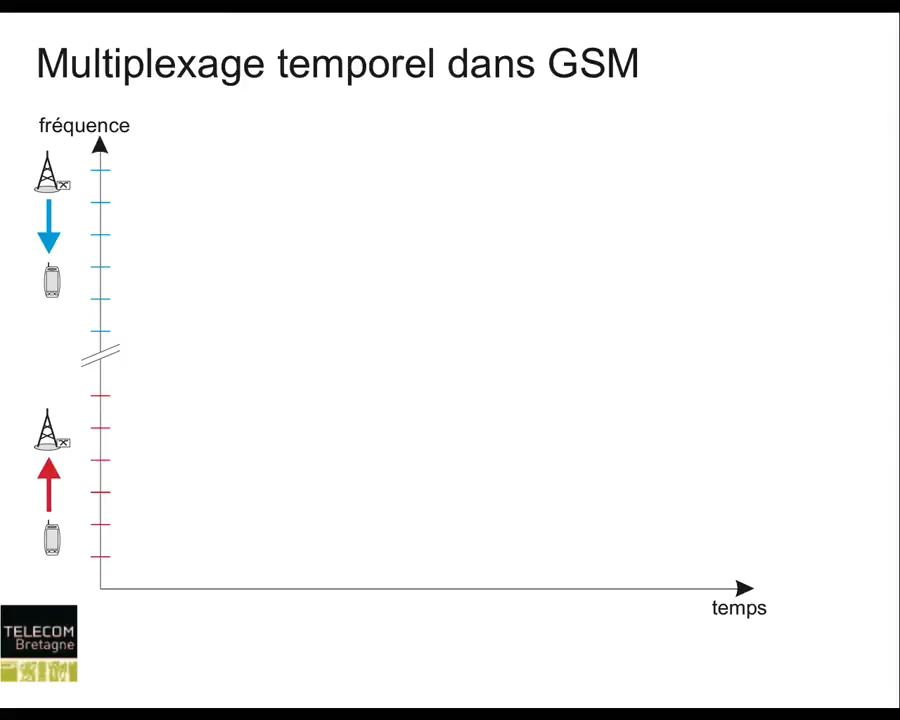 Multiplexage temporel dans GSM
fréquence
temps
TELECOM
Bretagne